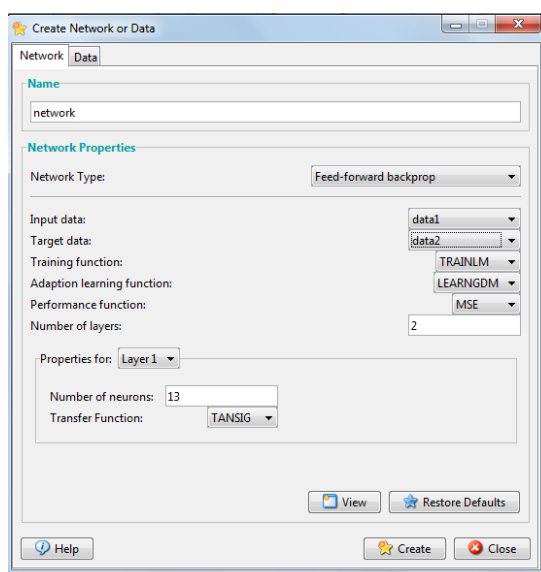 Create Network or Data
Network Data
Name
network
Network Properties
Network Type: Feed-forward backprop
Input data: data1
Target data: data2
Training function: TRAINLM
Adaption learning function: LEARNGDM
Performance function: MSE
Number of layers: 2
Properties for: Layer 1
Number of neurons: 13
Transfer Function: TANSIG
View Restore Defaults
Help Create Close